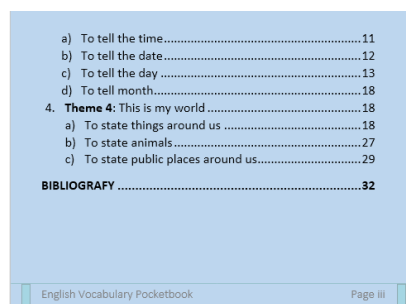 a) To tell the time..............................................................11
b) To tell the date.............................................................12
c) To tell the day ..............................................................13
d) To tell month................................................................18
4. Theme 4: This is my world ................................................18
a) To state things around us ...........................................18
b) To state animals..........................................................27
c) To state public places around us.................................29
BIBLIOGRAFY .........................................................................32
English Vocabulary Pocketbook Page iii